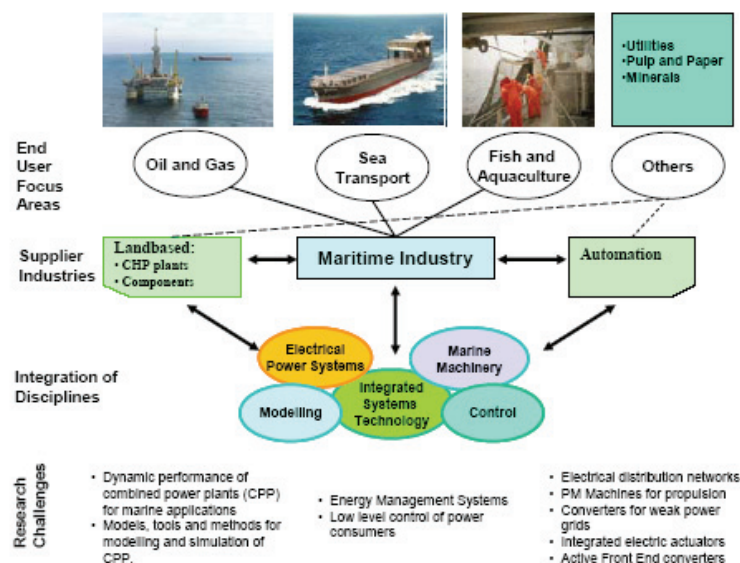 •Utilities
•Pulp and Paper
•Minerals
End
User
Focus
Areas
Oil and Gas
Sea
Transport
Fish and
Aquaculture
Others
Supplier
Industries
Landbased:
• CHP plants
• Components
Maritime Industry
Automation
Integration of
Disciplines
Electrical
Power Systems
Marine
Machinery
Modelling
Integrated
Systems
Technology
Control
Research
Challenges
• Dynamic performance of
combined power plants (CPP)
for marine applications
• Models, tools and methods for
modelling and simulation of
CPP.
• Energy Management Systems
• Low level control of power
consumers
• Electrical distribution networks
• PM Machines for propulsion
• Converters for weak power
grids
• Integrated electric actuators
• Active Front End converters